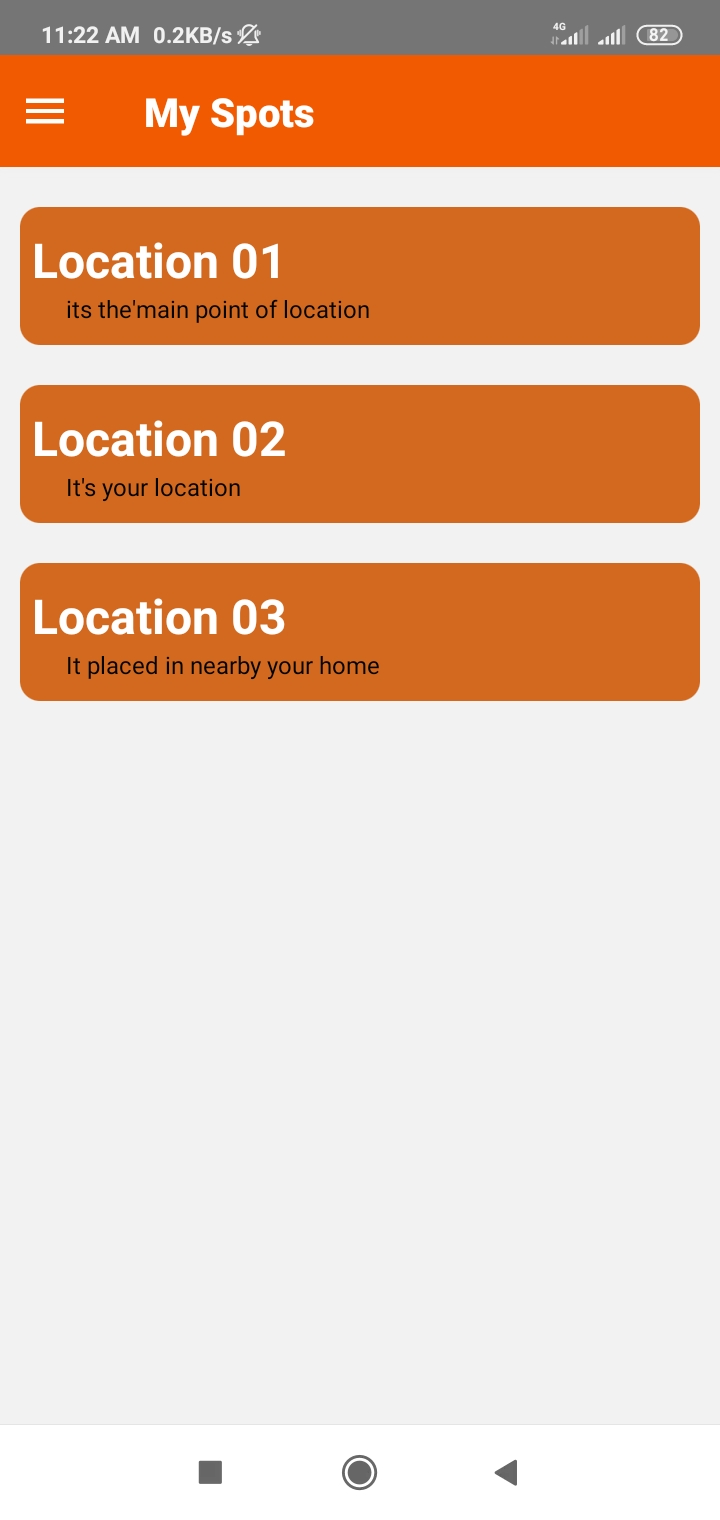 11:22 AM 0.2KB/s 4G 82
My Spots
Location 01
its the'main point of location
Location 02
It's your location
Location 03
It placed in nearby your home